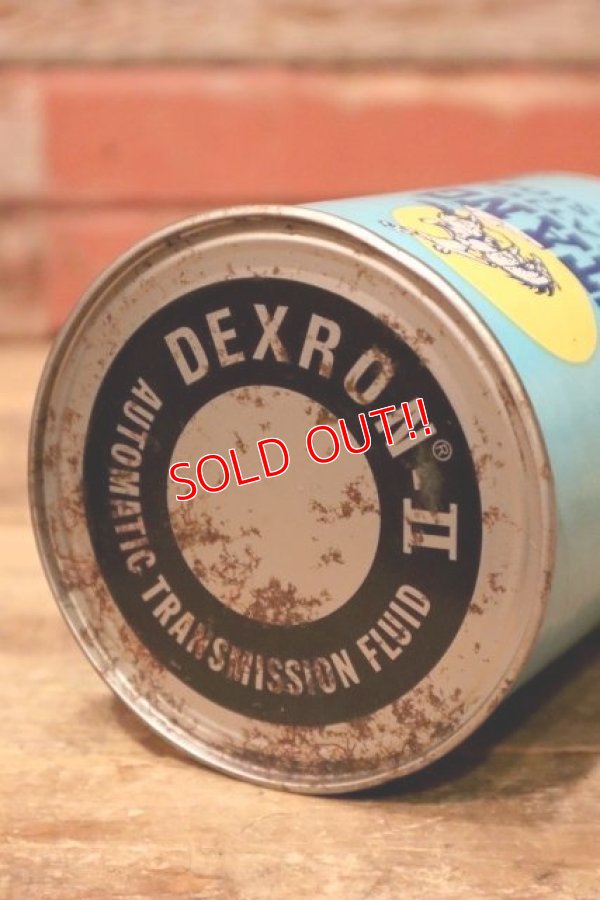 DEXRON®-II
AUTOMATIC TRANSMISSION FLUID
SOLD OUT!!